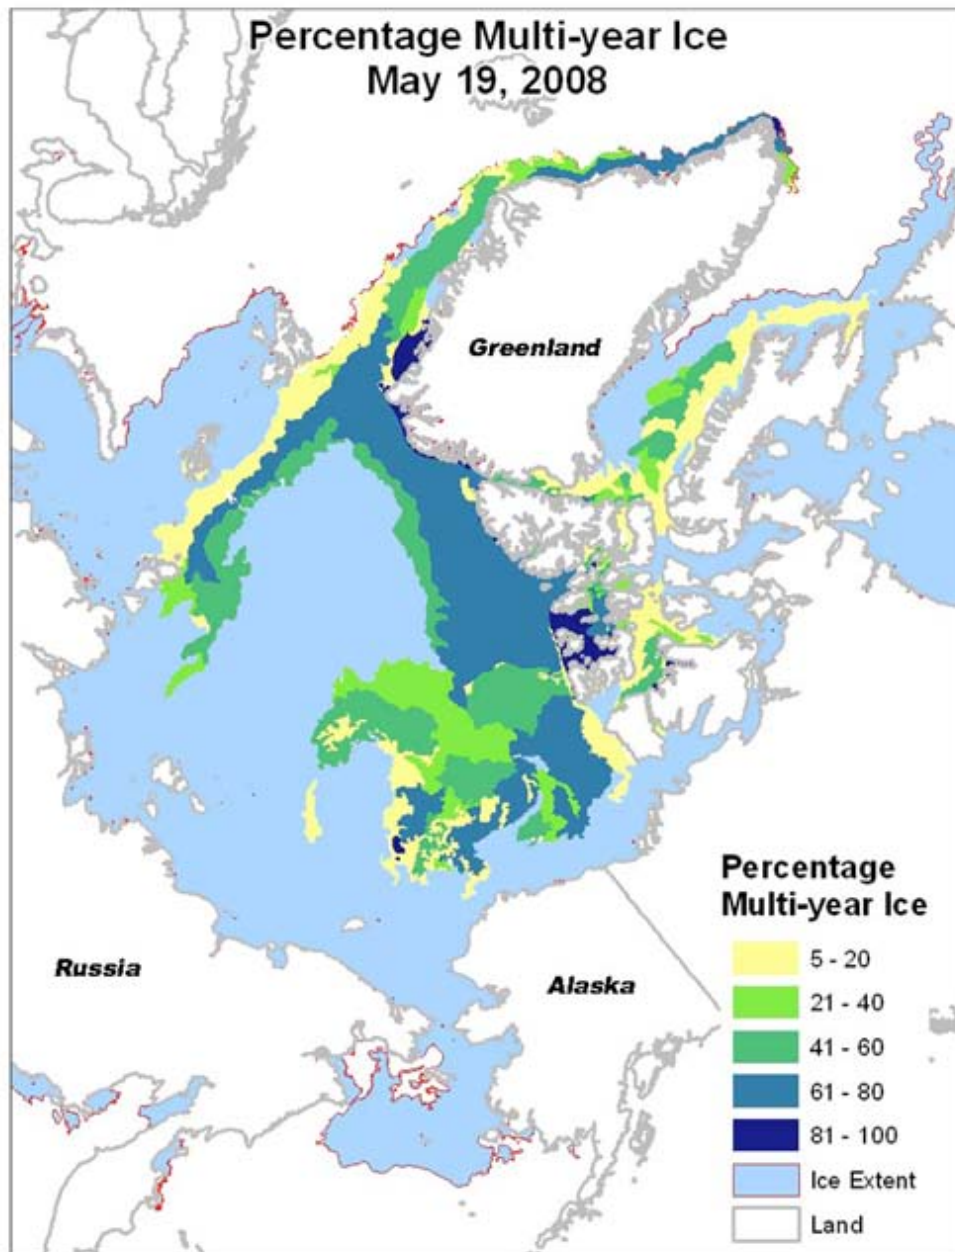 Percentage Multi-year Ice
May 19, 2008
Greenland
Russia
Alaska
Percentage
Multi-year Ice
5 - 20
21 - 40
41 - 60
61 - 80
81 - 100
Ice Extent
Land